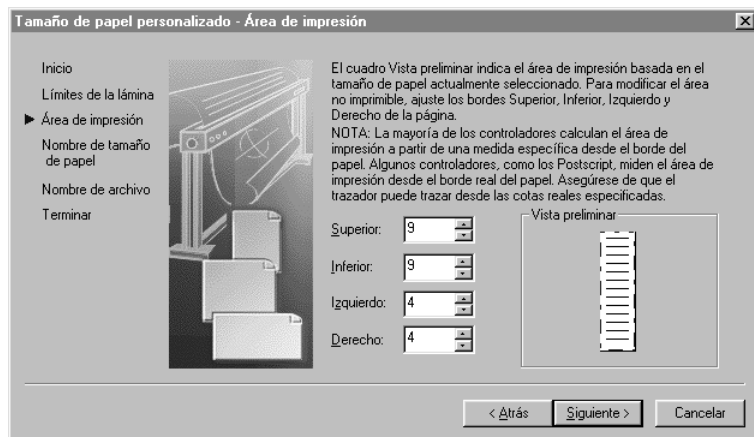 Tamaño de papel personalizado - Área de impresión
Inicio
Límites de la lámina
Área de impresión
Nombre de tamaño
de papel
Nombre de archivo
Terminar
El cuadro Vista preliminar indica el área de impresión basada en el
tamaño de papel actualmente seleccionado. Para modificar el área
no imprimible, ajuste los bordes Superior, Inferior, Izquierdo y
Derecho de la página.
NOTA: La mayoría de los controladores calculan el área de
impresión a partir de una medida específica desde el borde del
papel. Algunos controladores, como los Postscript, miden el área de
impresión desde el borde real del papel. Asegúrese de que el
trazador puede trazar desde las cotas reales especificadas.
Superior: 9
Inferior: 9
Izquierdo: 4
Derecho: 4
Vista preliminar
< Atrás Siguiente > Cancelar